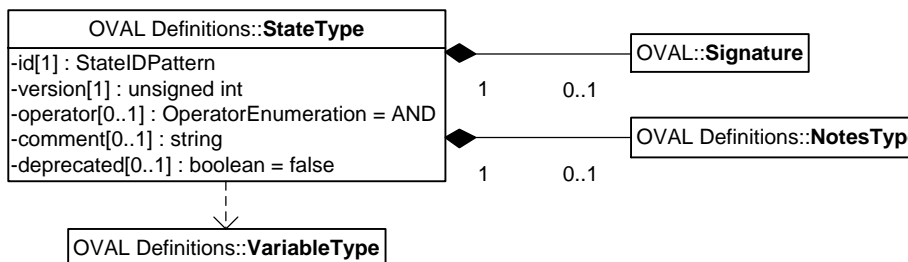 OVAL Definitions::StateType
-id[1] : StateIDPattern
-version[1] : unsigned int
-operator[0..1] : OperatorEnumeration = AND
-comment[0..1] : string
-deprecated[0..1] : boolean = false
OVAL::Signature
1 0..1
OVAL Definitions::NotesType
1 0..1
OVAL Definitions::VariableType